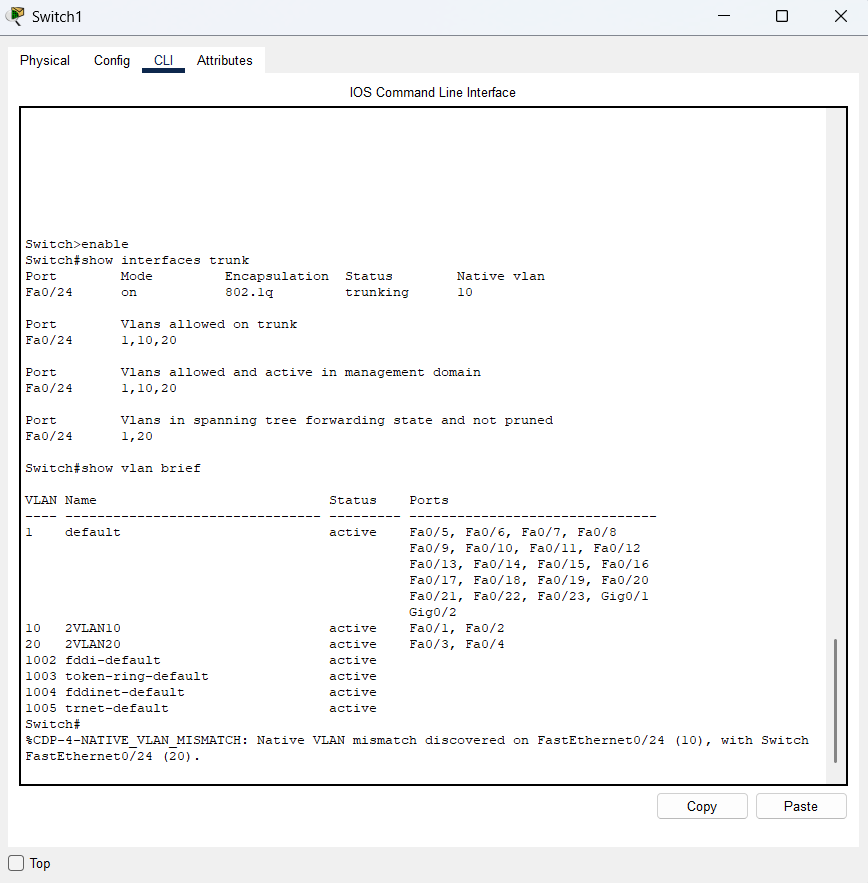 Switch1
Physical Config CLI Attributes
IOS Command Line Interface
Switch>enable
Switch#show interfaces trunk
Port        Mode         Encapsulation  Status        Native vlan
Fa0/24      on           802.1q         trunking      10

Port        Vlans allowed on trunk
Fa0/24      1,10,20

Port        Vlans allowed and active in management domain
Fa0/24      1,10,20

Port        Vlans in spanning tree forwarding state and not pruned
Fa0/24      1,20

Switch#show vlan brief

VLAN Name                             Status    Ports
---- -------------------------------- --------- -------------------------------
1    default                          active    Fa0/5, Fa0/6, Fa0/7, Fa0/8
                                                Fa0/9, Fa0/10, Fa0/11, Fa0/12
                                                Fa0/13, Fa0/14, Fa0/15, Fa0/16
                                                Fa0/17, Fa0/18, Fa0/19, Fa0/20
                                                Fa0/21, Fa0/22, Fa0/23, Gig0/1
                                                Gig0/2
10   2VLAN10                          active    Fa0/1, Fa0/2
20   2VLAN20                          active    Fa0/3, Fa0/4
1002 fddi-default                     active
1003 token-ring-default               active
1004 fddinet-default                  active
1005 trnet-default                    active
Switch#
%CDP-4-NATIVE_VLAN_MISMATCH: Native VLAN mismatch discovered on FastEthernet0/24 (10), with Switch
FastEthernet0/24 (20).
Copy Paste
Top